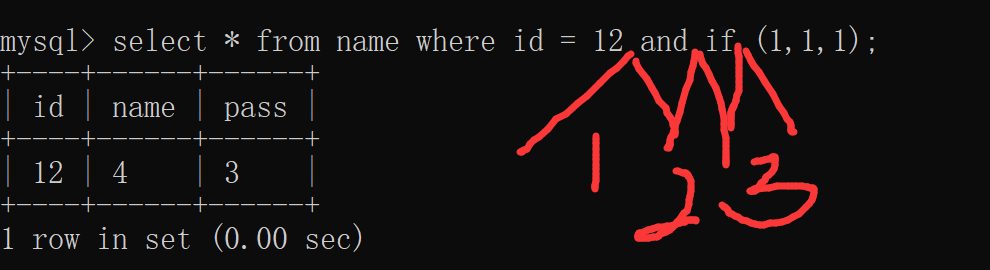 mysql> select * from name where id = 12 and if (1,1,1);
+----+------+------+
| id | name | pass |
+----+------+------+
| 12 | 4    | 3    |
+----+------+------+
1 row in set (0.00 sec)
1 2 3